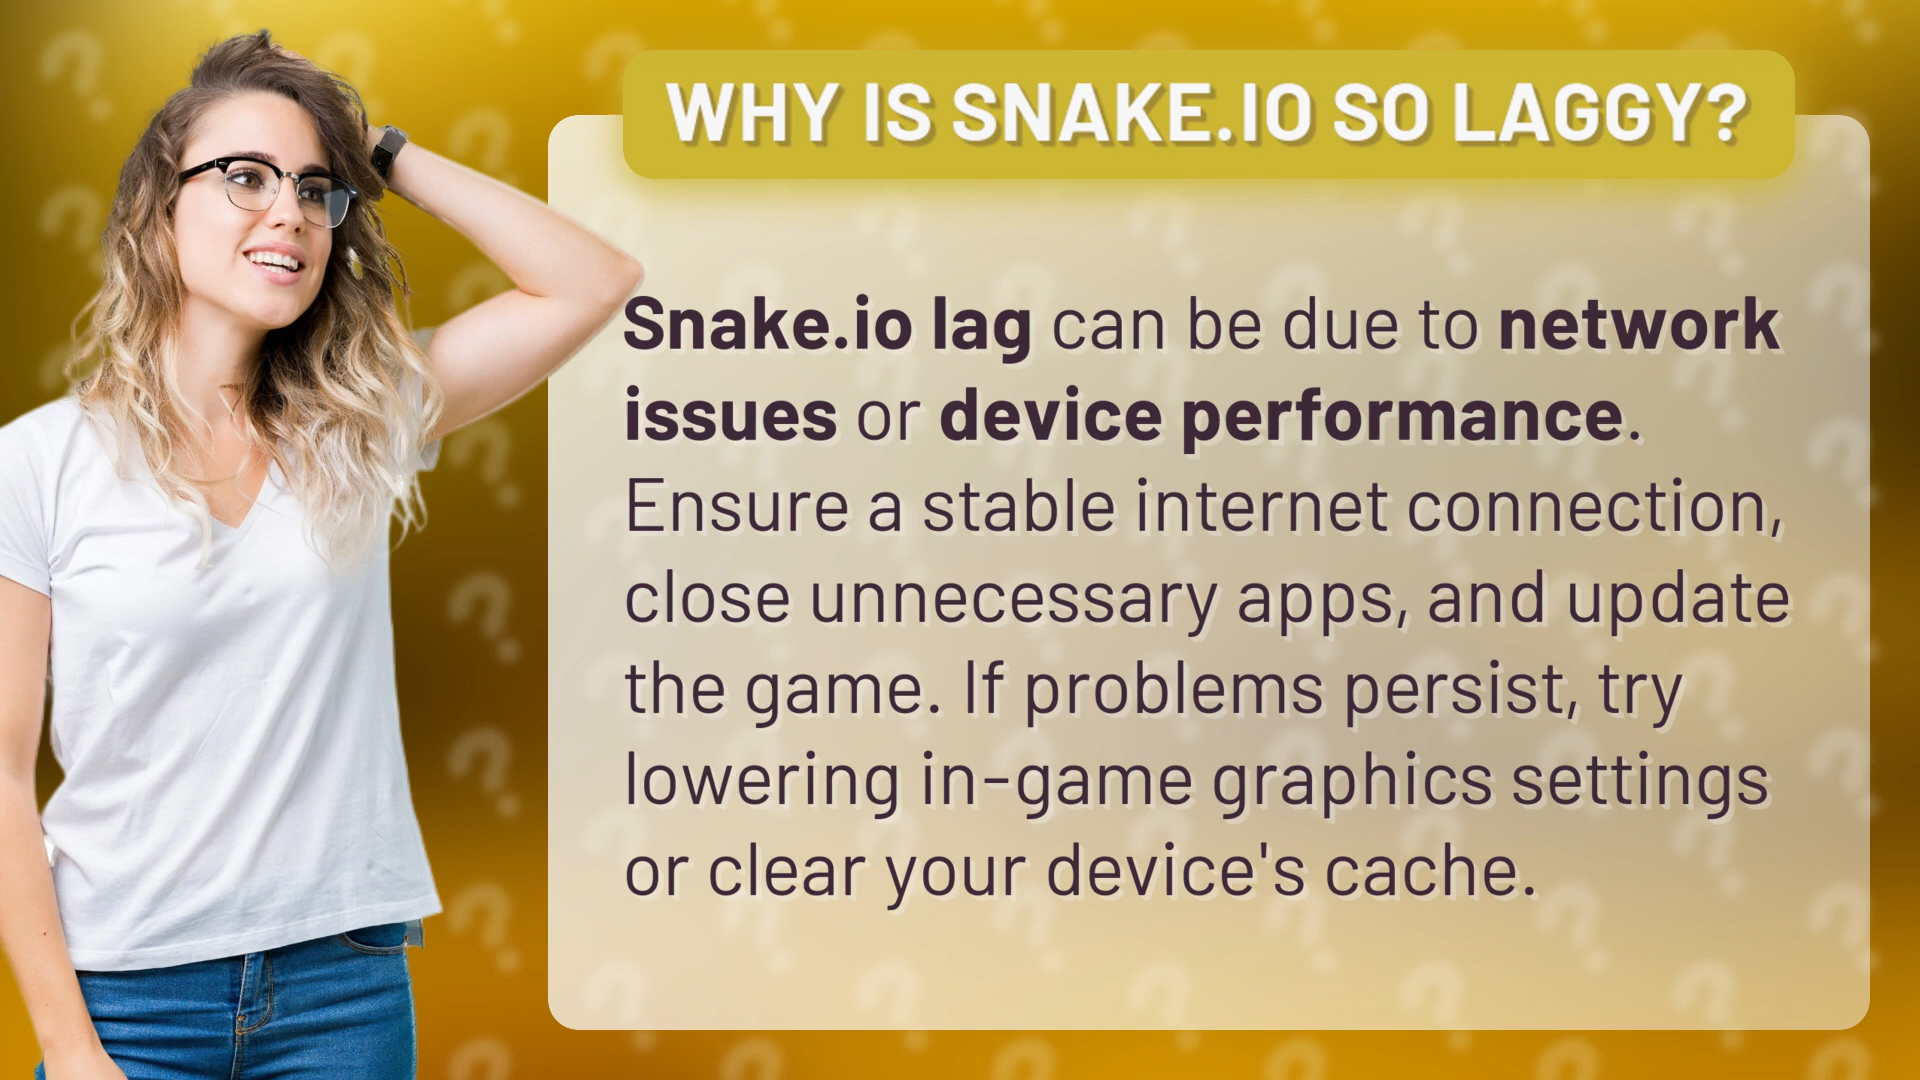 WHY IS SNAKE.IO SO LAGGY?
Snake.io lag can be due to network
issues or device performance.
Ensure a stable internet connection,
close unnecessary apps, and update
the game. If problems persist, try
lowering in-game graphics settings
or clear your device's cache.